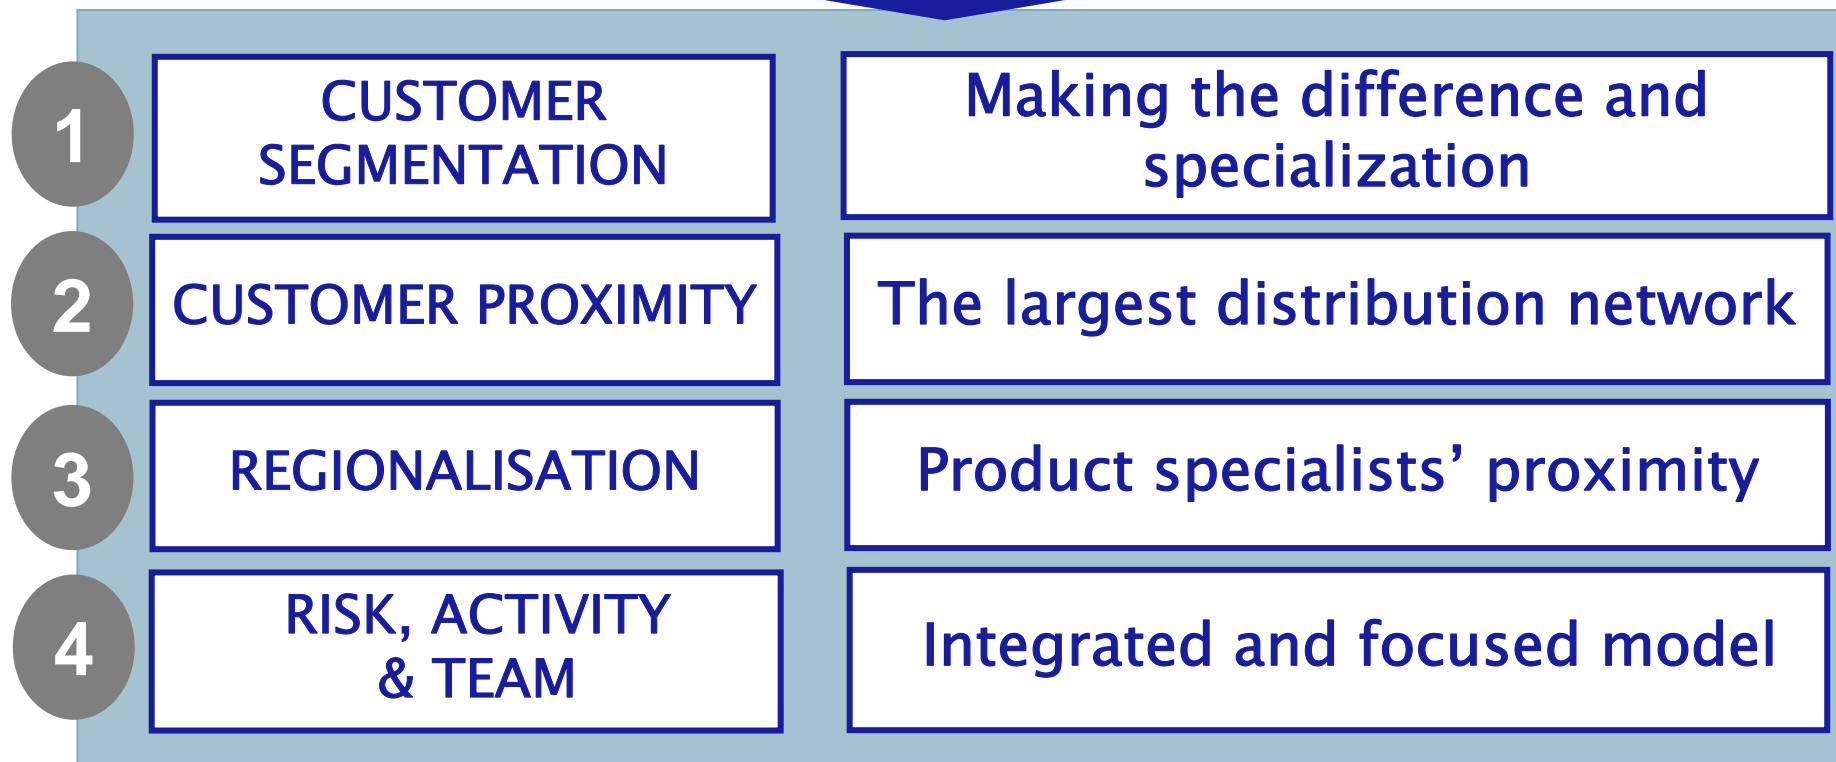 1
CUSTOMER
SEGMENTATION
Making the difference and
specialization
2
CUSTOMER PROXIMITY
The largest distribution network
3
REGIONALISATION
Product specialists’ proximity
4
RISK, ACTIVITY
& TEAM
Integrated and focused model